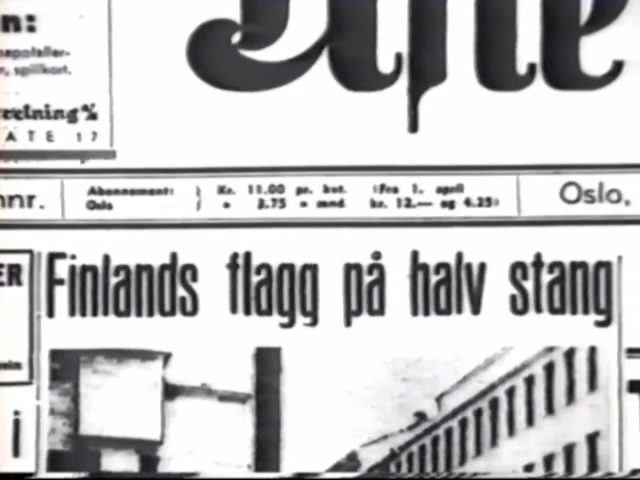 n:
r, spillkort.
ATE 17
nnr.
Abonnement: Kr. 11.00 pr. kvt. (Fra 1. april
Oslo » 3.75 » mnd. kr. 12.— og 4.25)
Oslo,
ER
Finlands flagg på halv stang
i